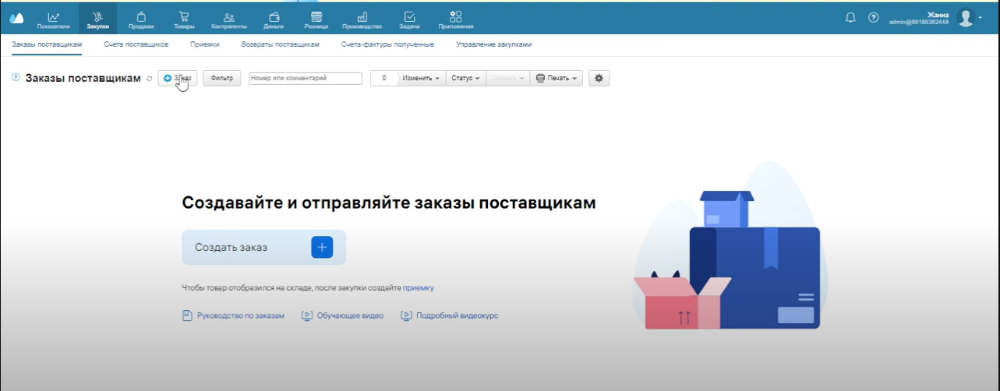 Показатели Закупки Продажи Товары Контрагенты Деньги Розница Производство Задачи Приложения Жанна
admin@89185382448
Заказы поставщикам Счета поставщиков Приемки Возвраты поставщикам Счета-фактуры полученные Управление закупками
Заказы поставщикам Заказ Фильтр Номер или комментарий 0 Изменить Статус Создать Печать
Создавайте и отправляйте заказы поставщикам
Создать заказ
Чтобы товар отобразился на складе, после закупки создайте приемку
Руководство по заказам Обучающее видео Подробный видеокурс